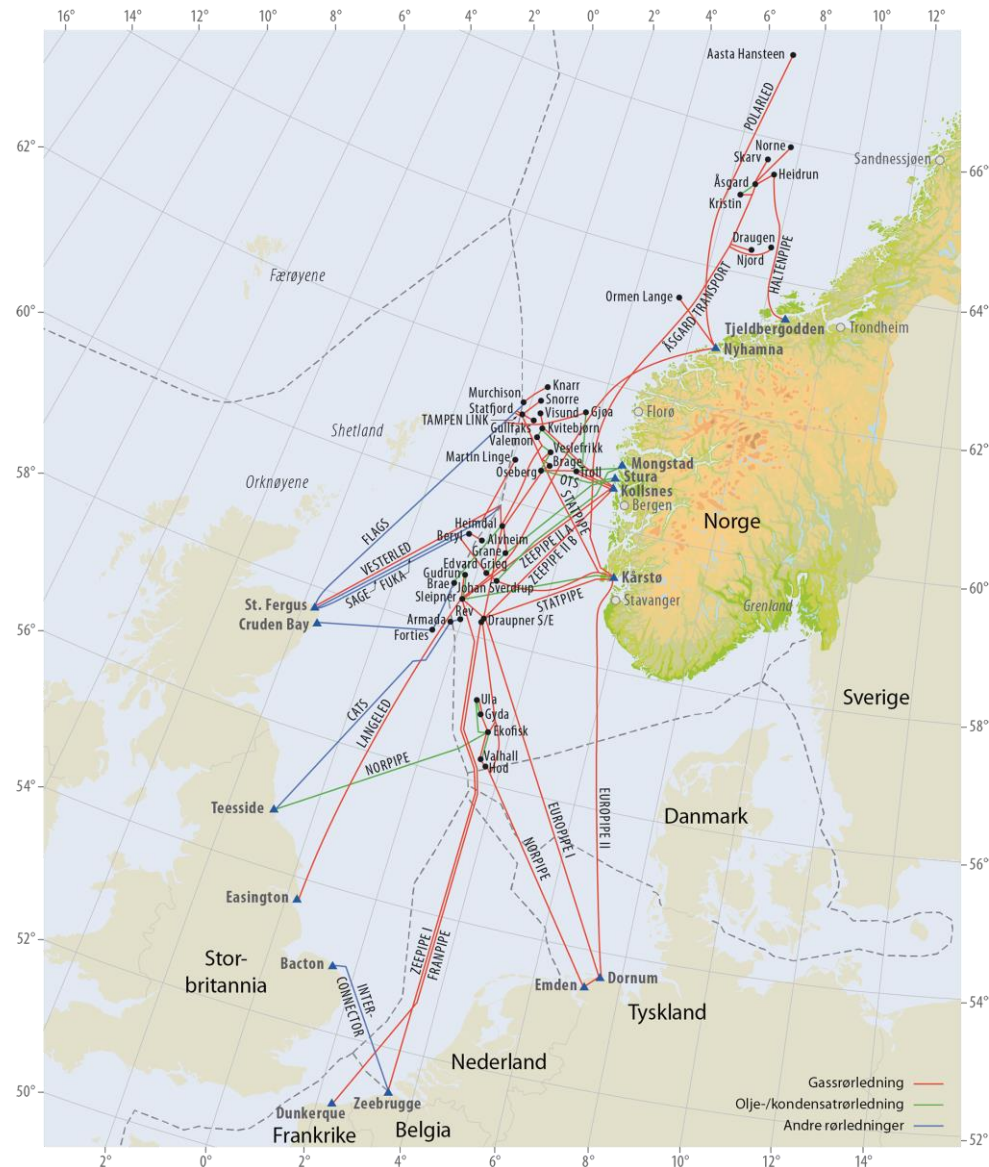 16°
14°
12°
10°
8°
6°
4°
2°
0°
2°
4°
6°
8°
10°
12°
62°
60°
58°
56°
54°
52°
50°
66°
64°
62°
60°
58°
56°
54°
52°
2°
0°
2°
4°
6°
8°
10°
12°
14°
Aasta Hansteen
POLARLED
Norne
Skarv
Sandnessjøen
Åsgard
Heidrun
Kristin
Draugen
Njord
HALTENPIPE
Færøyene
Ormen Lange
ÅSGARD TRANSPORT
Tjeldbergodden
Trondheim
Nyhamna
Knarr
Murchison
Snorre
Statfjord
Visund
Gjøa
Florø
TAMPEN LINK
Gullfaks
Kvitebjørn
Shetland
Valemon
Veslefrikk
Martin Linge
Brage
Mongstad
Oseberg
Troll
OTS
Stura
Orknøyene
Kollsnes
Bergen
STATPIPE
FLAGS
Norge
Heimdal
Beryl
Alvheim
ZEEPIPE II A
VESTERLED
Grane
ZEEPIPE II B
SAGE
FUKA
Edvard Grieg
Gudrun
Brae
Johan Sverdrup
Kårstø
Sleipner
St. Fergus
STATPIPE
Stavanger
Grenland
Rev
Cruden Bay
Armada
Draupner S/E
Forties
Sverige
CATS
LANGELED
Ula
Gyda
Ekofisk
NORPIPE
Valhall
Hod
Teesside
Danmark
EUROPIPE II
EUROPIPE I
NORPIPE
Easington
Stor-
britannia
Bacton
ZEEPIPE I
FRANPIPE
INTER-
CONNECTOR
Emden
Dornum
Tyskland
Nederland
Gassrørledning
Zeebrugge
Olje-/kondensatrørledning
Dunkerque
Frankrike
Belgia
Andre rørledninger